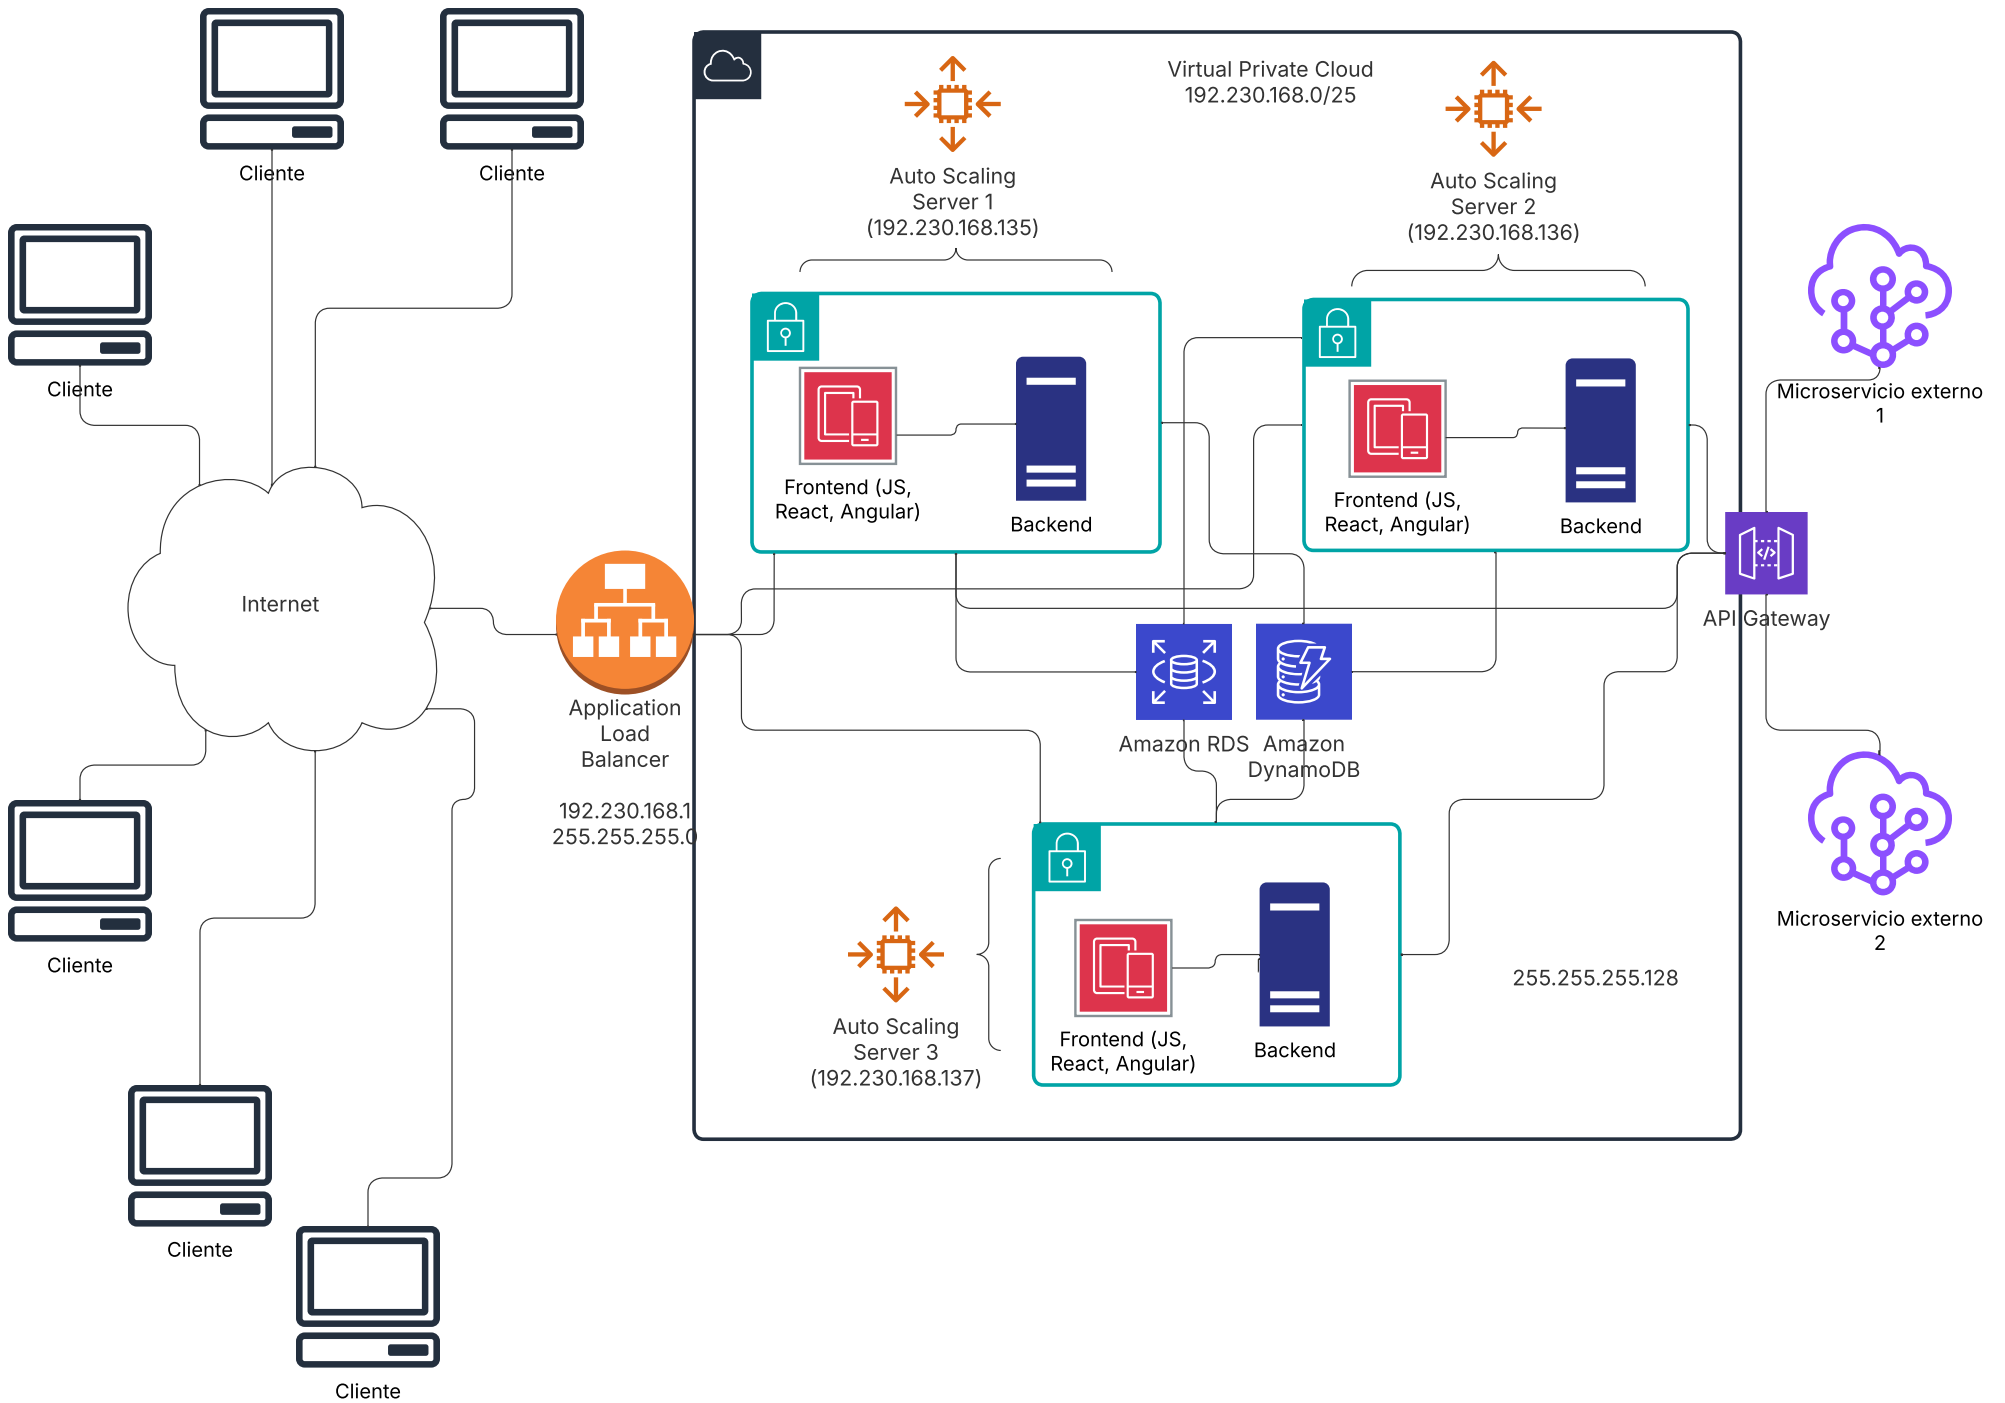 Cliente
Cliente
Virtual Private Cloud
192.230.168.0/25
Auto Scaling
Server 1
(192.230.168.135)
Auto Scaling
Server 2
(192.230.168.136)
Cliente
Microservicio externo
1
Frontend (JS,
React, Angular)
Backend
Frontend (JS,
React, Angular)
Backend
Internet
API Gateway
Application
Load
Balancer
192.230.168.1
255.255.255.0
Amazon RDS
Amazon
DynamoDB
Cliente
Microservicio externo
2
255.255.255.128
Auto Scaling
Server 3
(192.230.168.137)
Frontend (JS,
React, Angular)
Backend
Cliente
Cliente